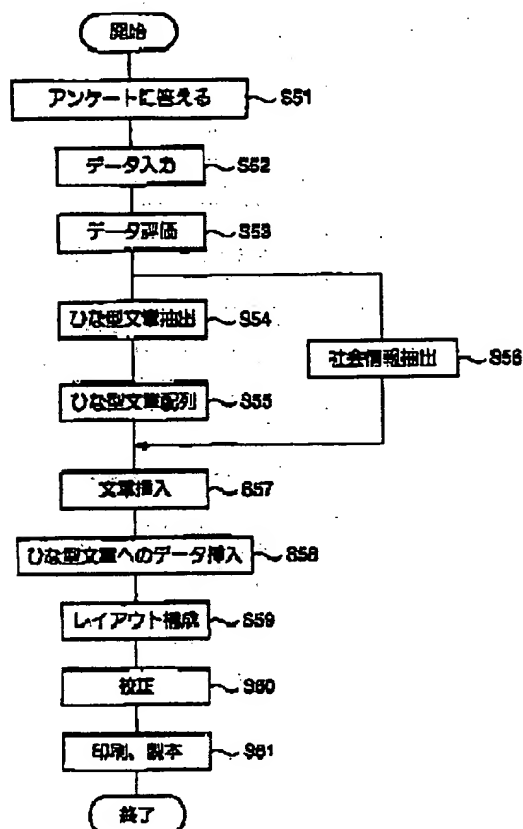 開始
アンケートに答える S51
データ入力 S52
データ評価 S53
ひな型文章抽出 S54
社会情報抽出 S56
ひな型文章配列 S55
文章挿入 S57
ひな型文章へのデータ挿入 S58
レイアウト構成 S59
校正 S60
印刷。製本 S61
終了